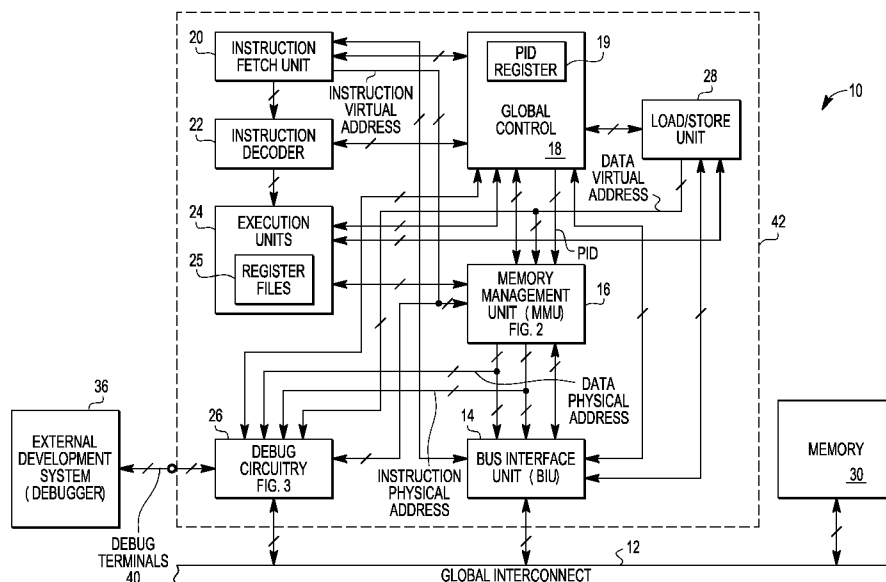 20
INSTRUCTION
FETCH UNIT
PID
REGISTER
19
GLOBAL
CONTROL
18
INSTRUCTION
VIRTUAL
ADDRESS
28
LOAD/STORE
UNIT
10
22
INSTRUCTION
DECODER
DATA
VIRTUAL
ADDRESS
24
EXECUTION
UNITS
25
REGISTER
FILES
42
PID
MEMORY
MANAGEMENT
UNIT (MMU)
FIG. 2
16
DATA
PHYSICAL
ADDRESS
36
EXTERNAL
DEVELOPMENT
SYSTEM
(DEBUGGER)
26
DEBUG
CIRCUITRY
FIG. 3
14
BUS INTERFACE
UNIT (BIU)
INSTRUCTION
PHYSICAL
ADDRESS
MEMORY
30
DEBUG
TERMINALS
40
12
GLOBAL INTERCONNECT